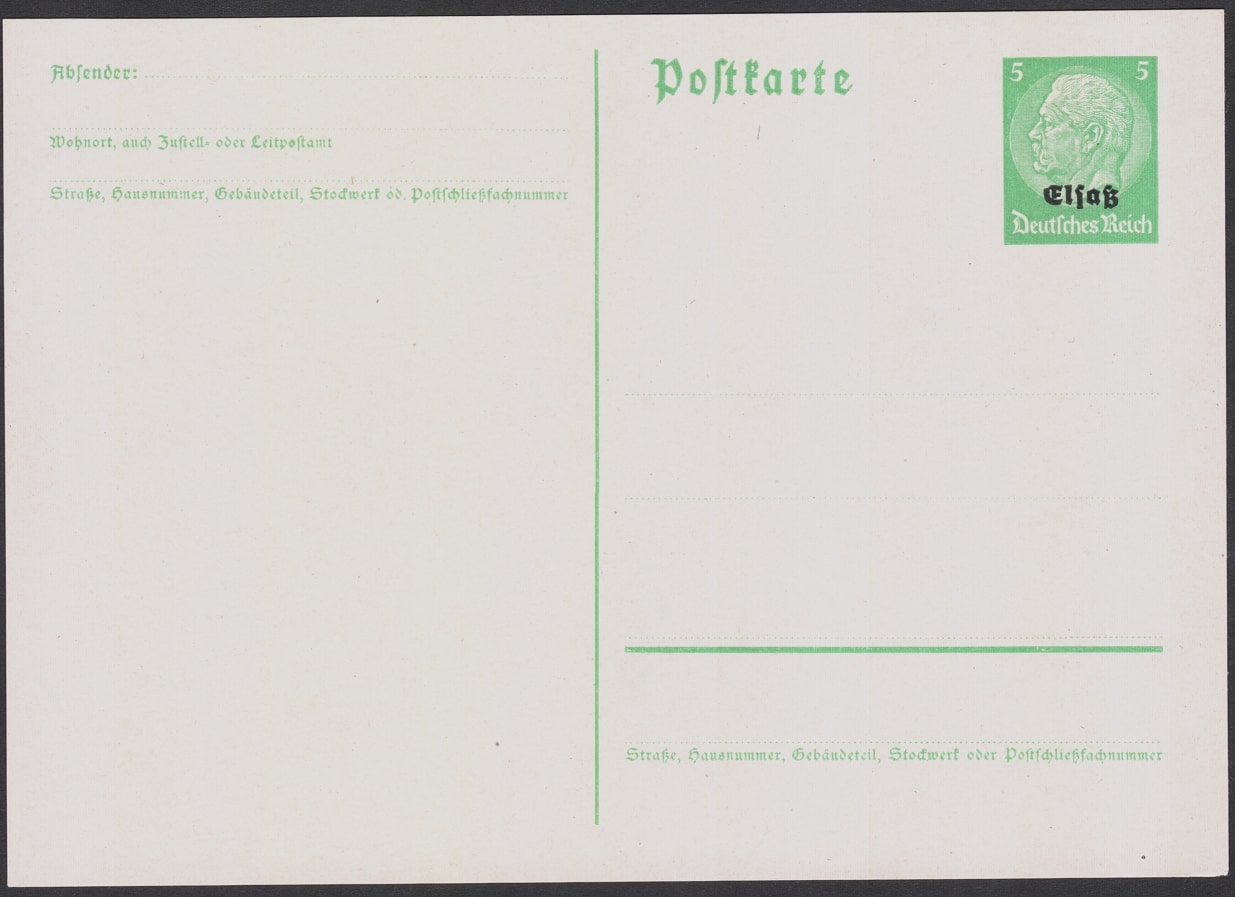 Absender:
Wohnort, auch Zustell- oder Leitpostamt
Straße, Hausnummer, Gebäudeteil, Stockwerk od. Postschließfachnummer
Postkarte
5 5
Elsaß
Deutsches Reich
Straße, Hausnummer, Gebäudeteil, Stockwerk oder Postschließfachnummer